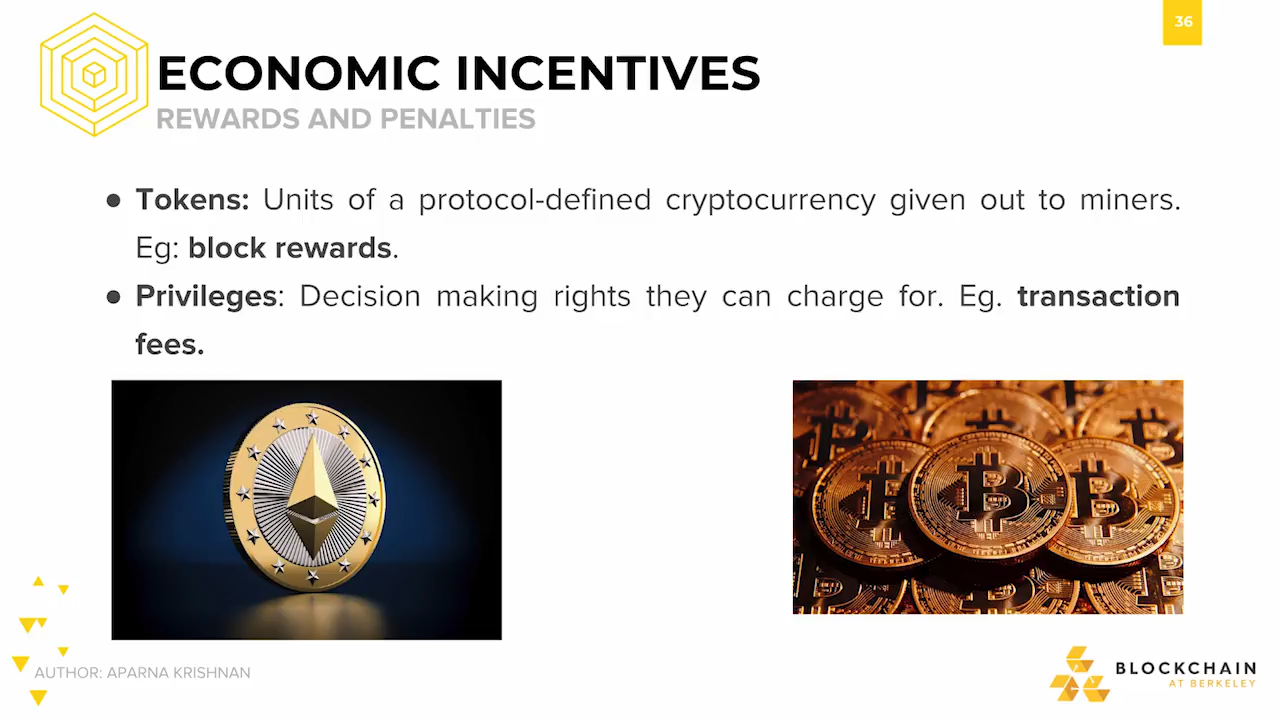 36
ECONOMIC INCENTIVES
REWARDS AND PENALTIES
● Tokens: Units of a protocol-defined cryptocurrency given out to miners.
Eg: block rewards.
● Privileges: Decision making rights they can charge for. Eg. transaction
fees.
AUTHOR: APARNA KRISHNAN
BLOCKCHAIN
AT BERKELEY